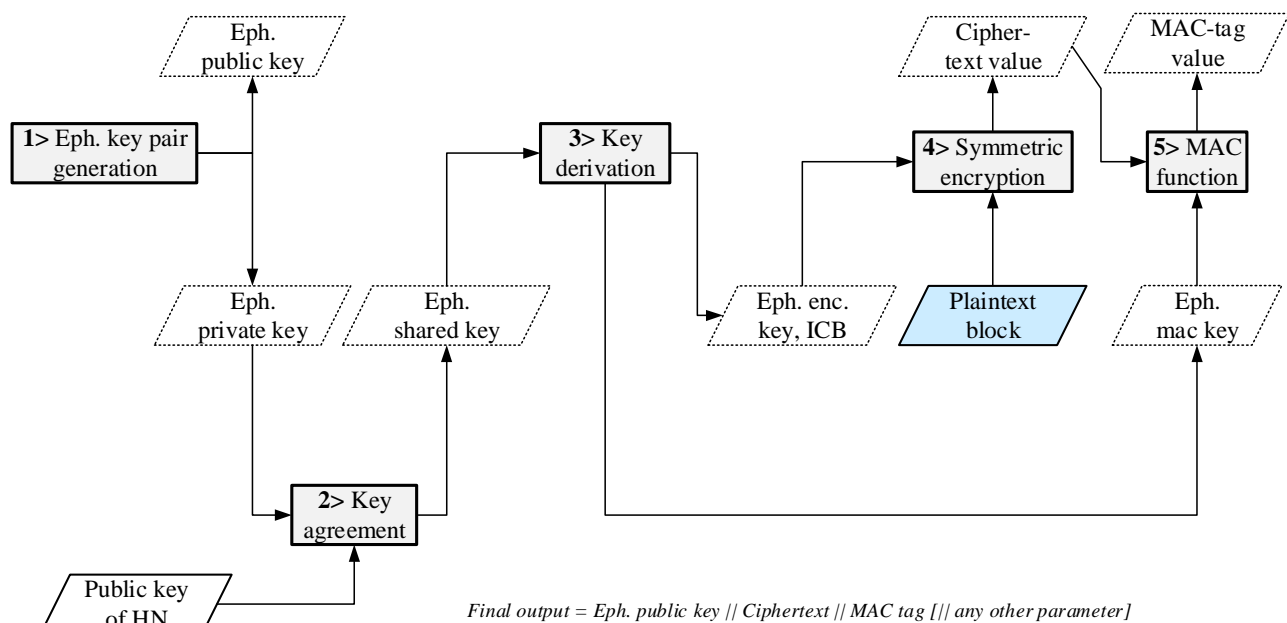 Eph.
public key
Cipher-
text value
MAC-tag
value
1> Eph. key pair
generation
3> Key
derivation
4> Symmetric
encryption
5> MAC
function
Eph.
private key
Eph.
shared key
Eph. enc.
key, ICB
Plaintext
block
Eph.
mac key
2> Key
agreement
Public key
of HN
Final output = Eph. public key || Ciphertext || MAC tag [|| any other parameter]